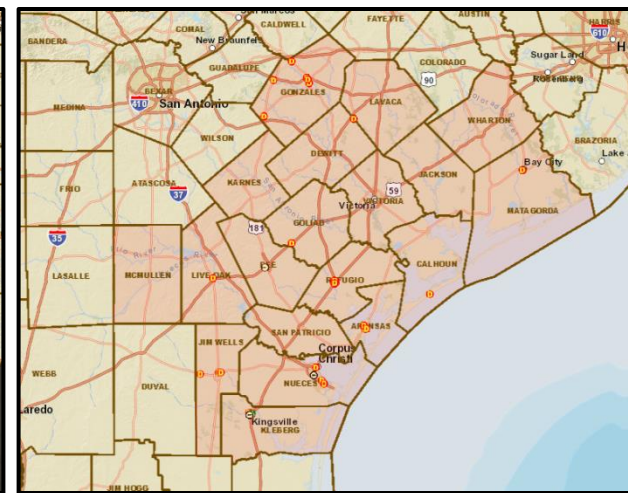 San Marcos
CALDWELL
FAYETTE
AUSTIN
HARRIS
610
BANDERA
COMAL
New Braunfels
GUADALUPE
COLORADO
Sugar Land
Rosenberg
90
BEXAR
410
San Antonio
GONZALES
LAVACA
MEDINA
WHARTON
WILSON
BRAZORIA
DEWITT
Bay City
Lake
FRIO
ATASCOSA
KARNES
JACKSON
37
59
Victoria
VICTORIA
MATAGORDA
35
181
GOLIAD
BEE
CALHOUN
LASALLE
MCMULLEN
LIVE OAK
REFUGIO
SAN PATRICIO
ARANSAS
JIM WELLS
Corpus
Christi
WEBB
DUVAL
NUECES
Laredo
Kingsville
KLEBERG
JIM HOGG